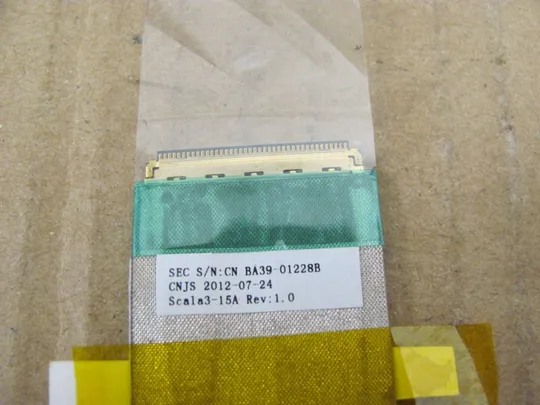 SEC S/N:CN BA39-01228B
CNJS 2012-07-24
Scala3-15A Rev:1.0